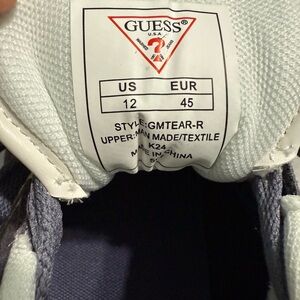 GUESS
U.S.A.
?
US EUR
12 45
STYLE:GMTEAR-R
UPPER:MAN MADE/TEXTILE
K24
MADE IN CHINA